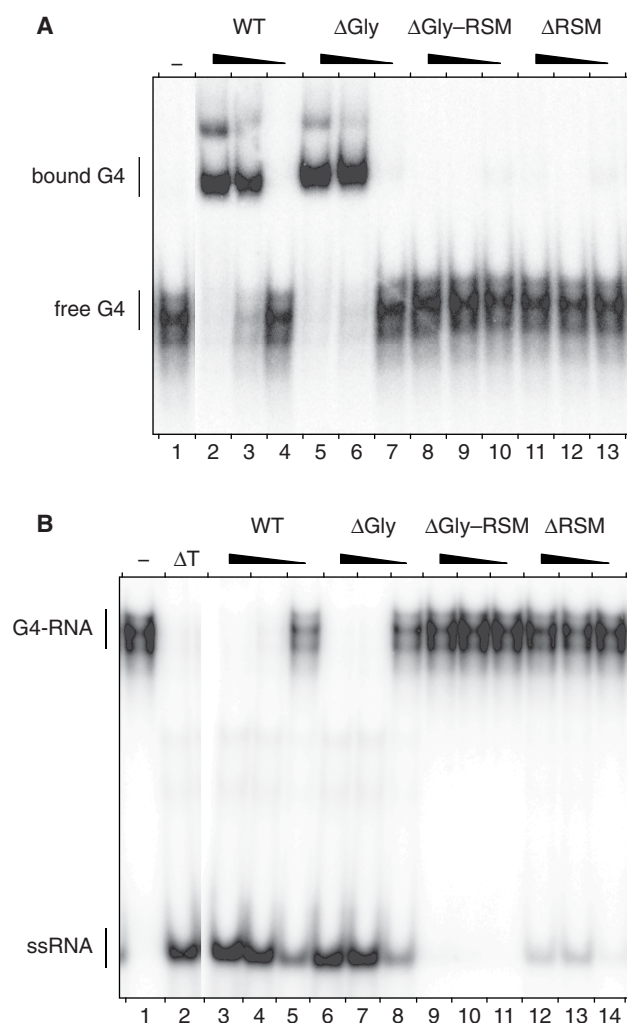 A
WT ΔGly ΔGly–RSM ΔRSM
–
bound G4
free G4
1 2 3 4 5 6 7 8 9 10 11 12 13
B
WT ΔGly ΔGly–RSM ΔRSM
– ΔT
G4-RNA
ssRNA
1 2 3 4 5 6 7 8 9 10 11 12 13 14